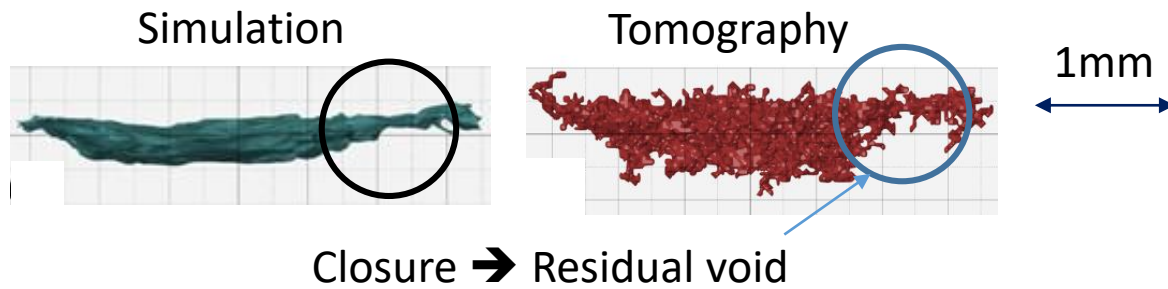 Simulation
Tomography
1mm
Closure 🡺 Residual void